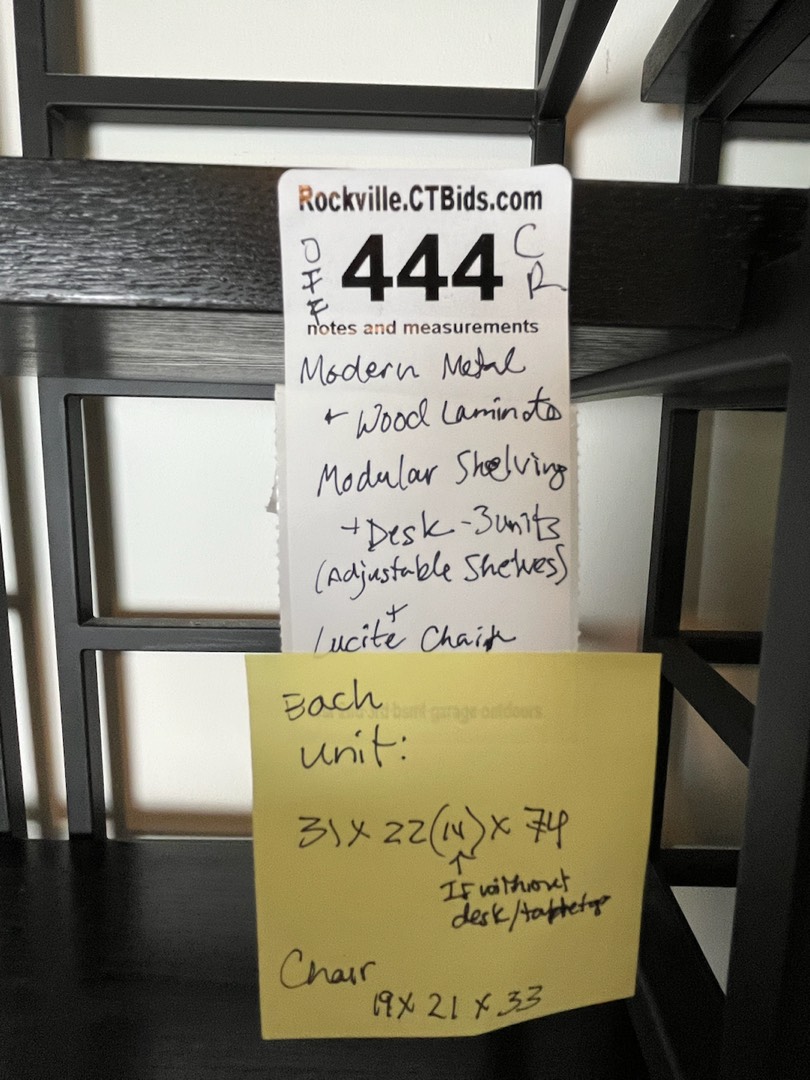 Rockville.CTBids.com
OFF 444 CR
notes and measurements
Modern Metal
+ Wood Laminate
Modular Shelving
+ Desk - 3 units
(Adjustable Shelves)
+
Lucite Chair
Each
unit:
31 x 22 (14) x 74
↑
If without
desk/tabletop
Chair
19 x 21 x 33